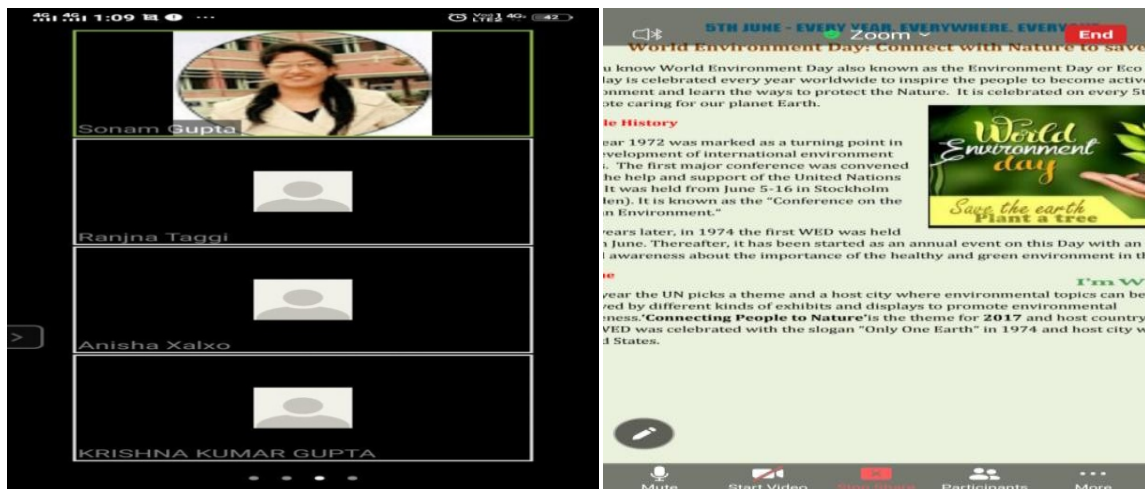 1:09
42
Sonam Gupta
Ranjna Taggi
Anisha Xalxo
KRISHNA KUMAR GUPTA
5TH JUNE - EVERY YEAR, EVERYWHERE, EVERYONE
Zoom
End
World Environment Day: Connect with Nature to save
u know World Environment Day also known as the Environment Day or Eco
lay is celebrated every year worldwide to inspire the people to become activ
onment and learn the ways to protect the Nature. It is celebrated on every 5t
ote caring for our planet Earth.
le History
ear 1972 was marked as a turning point in
evelopment of international environment
. The first major conference was convened
he help and support of the United Nations
It was held from June 5-16 in Stockholm
den). It is known as the “Conference on the
n Environment.”
World
Environment
day
Save the earth
Plant a tree
years later, in 1974 the first WED was held
n June. Thereafter, it has been started as an annual event on this Day with an
l awareness about the importance of the healthy and green environment in th
I'm W
year the UN picks a theme and a host city where environmental topics can be
ved by different kinds of exhibits and displays to promote environmental
eness.‘Connecting People to Nature’is the theme for 2017 and host country
WED was celebrated with the slogan “Only One Earth” in 1974 and host city w
d States.
Mute
Start Video
Stop Share
Participants
More